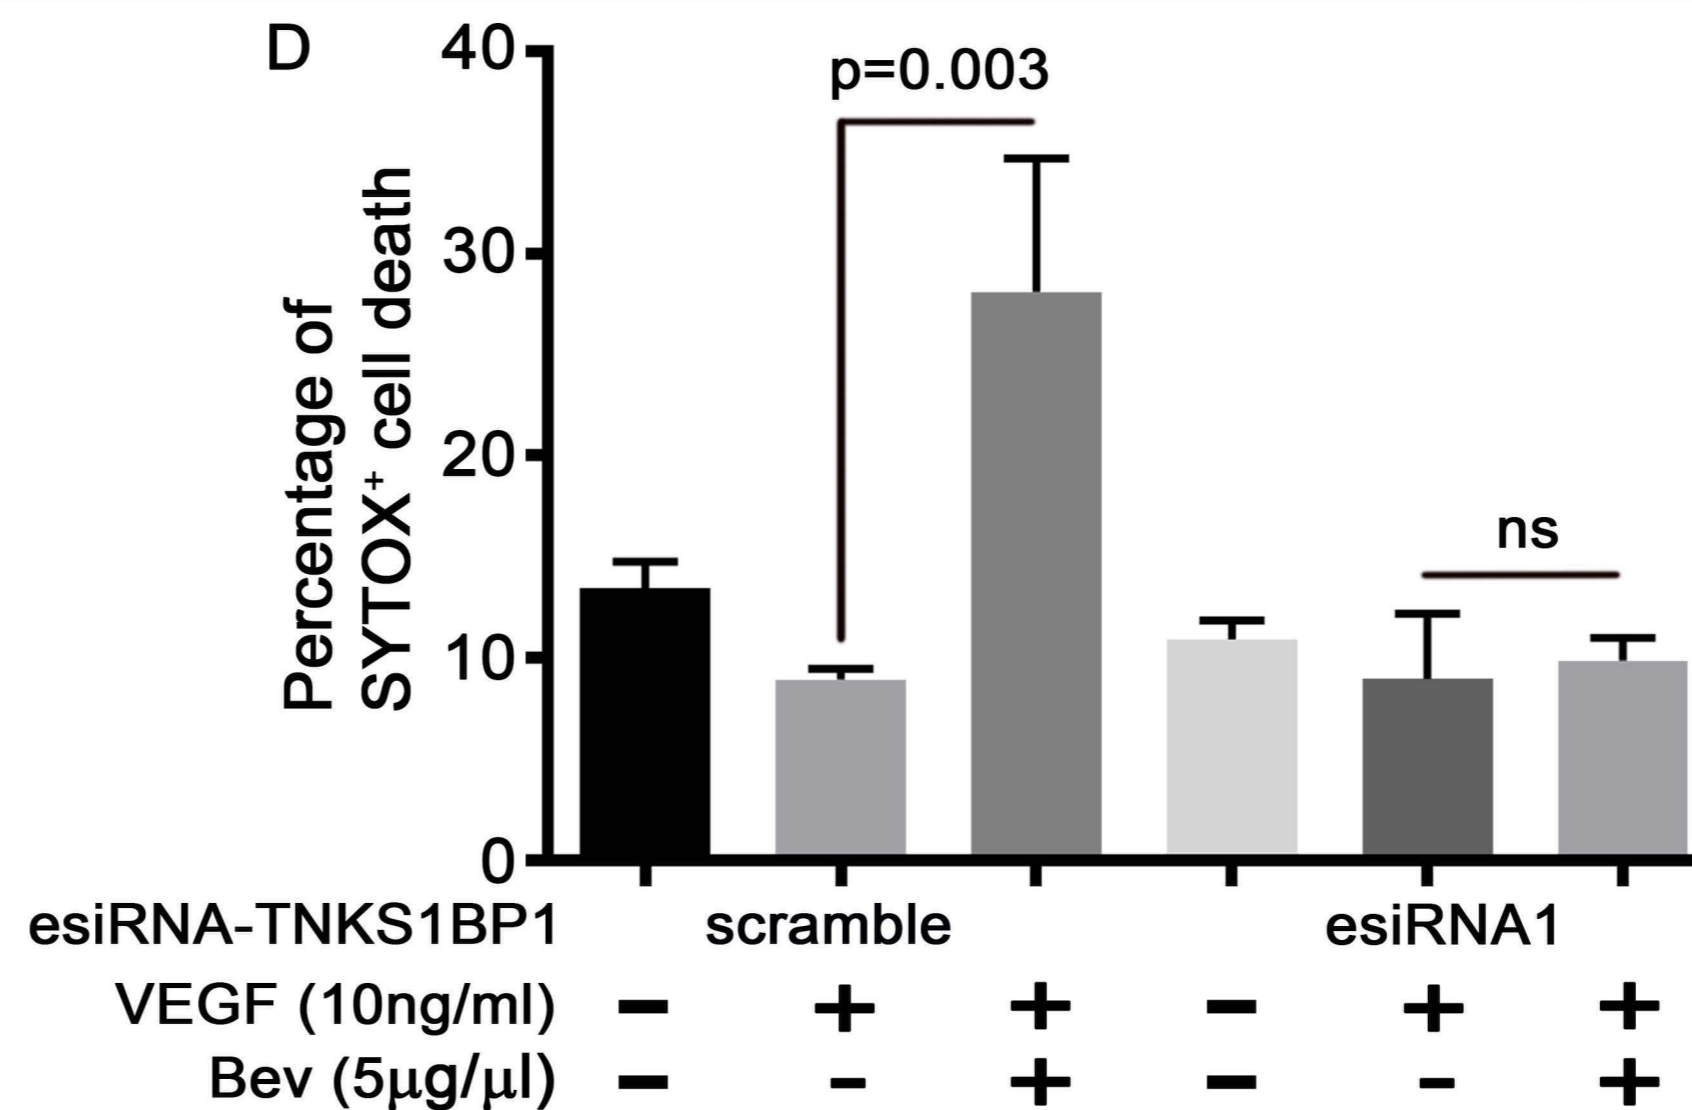 D
40
p=0.003
30
20
ns
10
0
Percentage of
SYTOX⁺ cell death
esiRNA-TNKS1BP1 scramble esiRNA1
VEGF (10ng/ml) − + + − + +
Bev (5μg/μl) − - + − - +